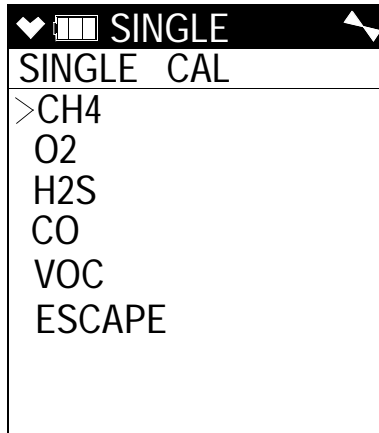 SINGLE
SINGLE CAL
>CH4
O2
H2S
CO
VOC
ESCAPE